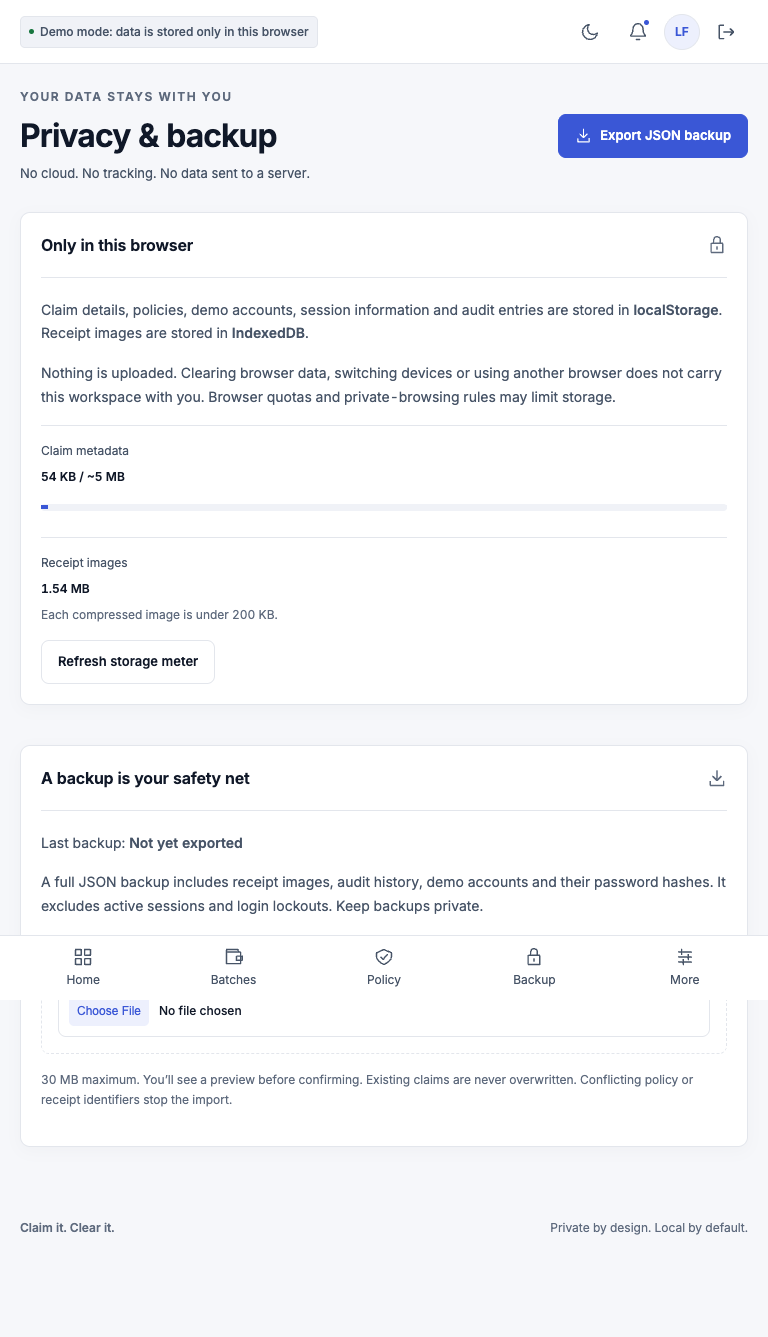 Demo mode: data is stored only in this browser
LF
YOUR DATA STAYS WITH YOU
Privacy & backup
Export JSON backup
No cloud. No tracking. No data sent to a server.
Only in this browser
Claim details, policies, demo accounts, session information and audit entries are stored in localStorage.
Receipt images are stored in IndexedDB.
Nothing is uploaded. Clearing browser data, switching devices or using another browser does not carry
this workspace with you. Browser quotas and private-browsing rules may limit storage.
Claim metadata
54 KB / ~5 MB
Receipt images
1.54 MB
Each compressed image is under 200 KB.
Refresh storage meter
A backup is your safety net
Last backup: Not yet exported
A full JSON backup includes receipt images, audit history, demo accounts and their password hashes. It
excludes active sessions and login lockouts. Keep backups private.
Home
Batches
Policy
Backup
More
Choose File No file chosen
30 MB maximum. You’ll see a preview before confirming. Existing claims are never overwritten. Conflicting policy or
receipt identifiers stop the import.
Claim it. Clear it.
Private by design. Local by default.